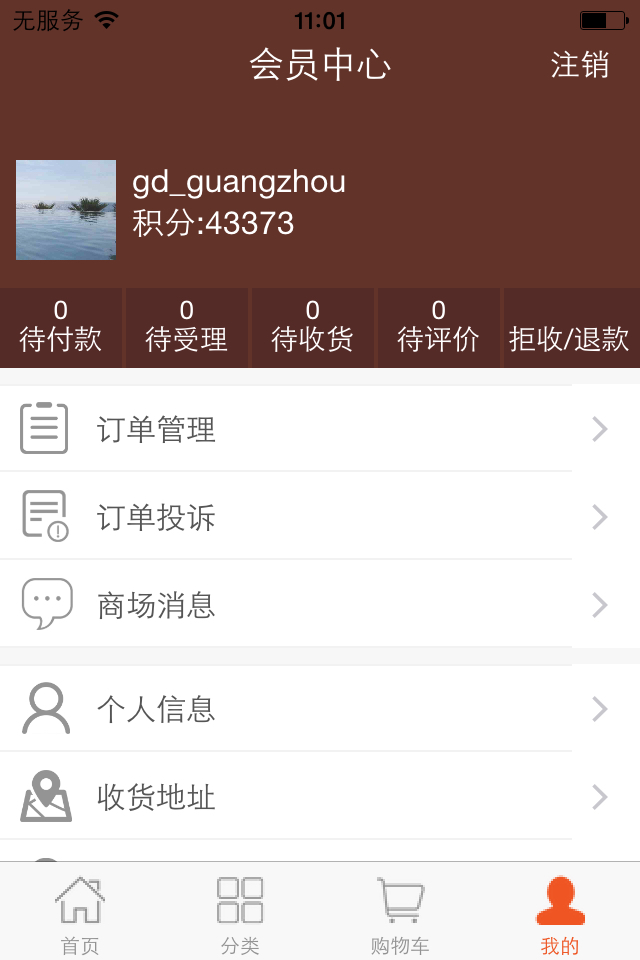 无服务 11:01
会员中心 注销
gd_guangzhou
积分:43373
0 0 0 0
待付款 待受理 待收货 待评价 拒收/退款
订单管理
订单投诉
商场消息
个人信息
收货地址
首页 分类 购物车 我的